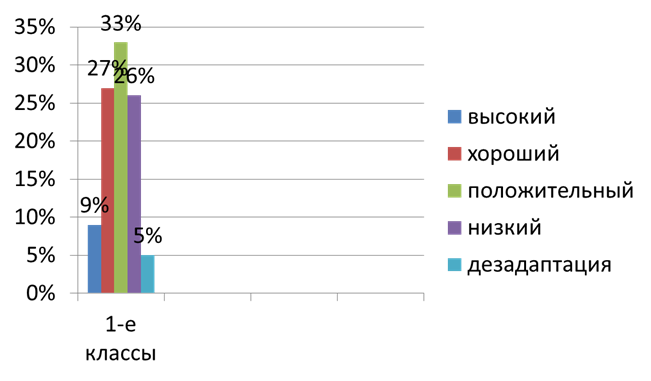 35%
30%
25%
20%
15%
10%
5%
0%
9%
27%
33%
26%
5%
1-е
классы
высокий
хороший
положительный
низкий
дезадаптация